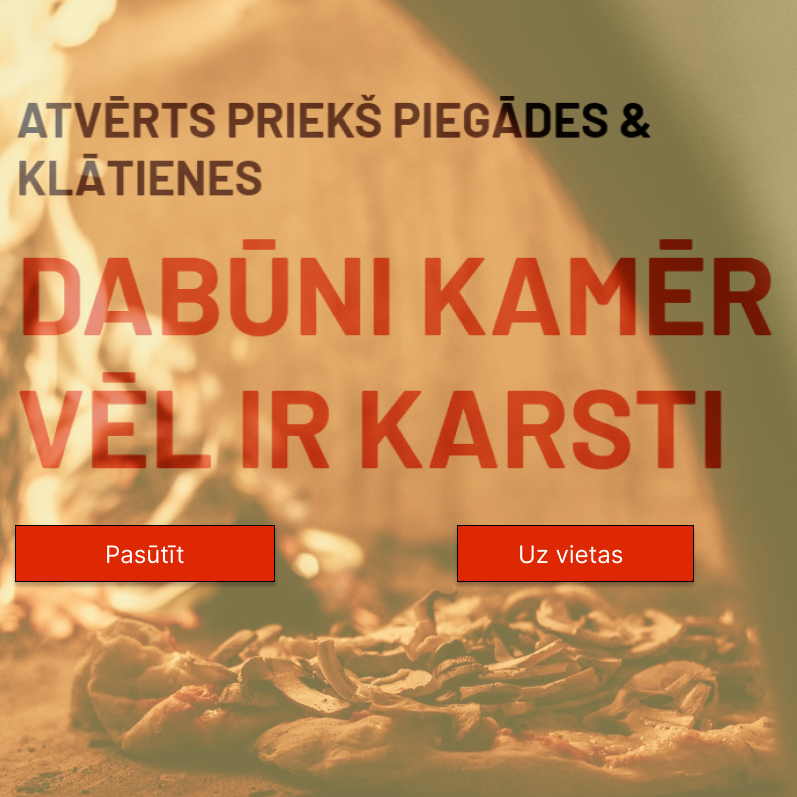 ATVĒRTS PRIEKŠ PIEGĀDES &
KLĀTIENES
DABŪNI KAMĒR
VĒL IR KARSTI
Pasūtīt
Uz vietas